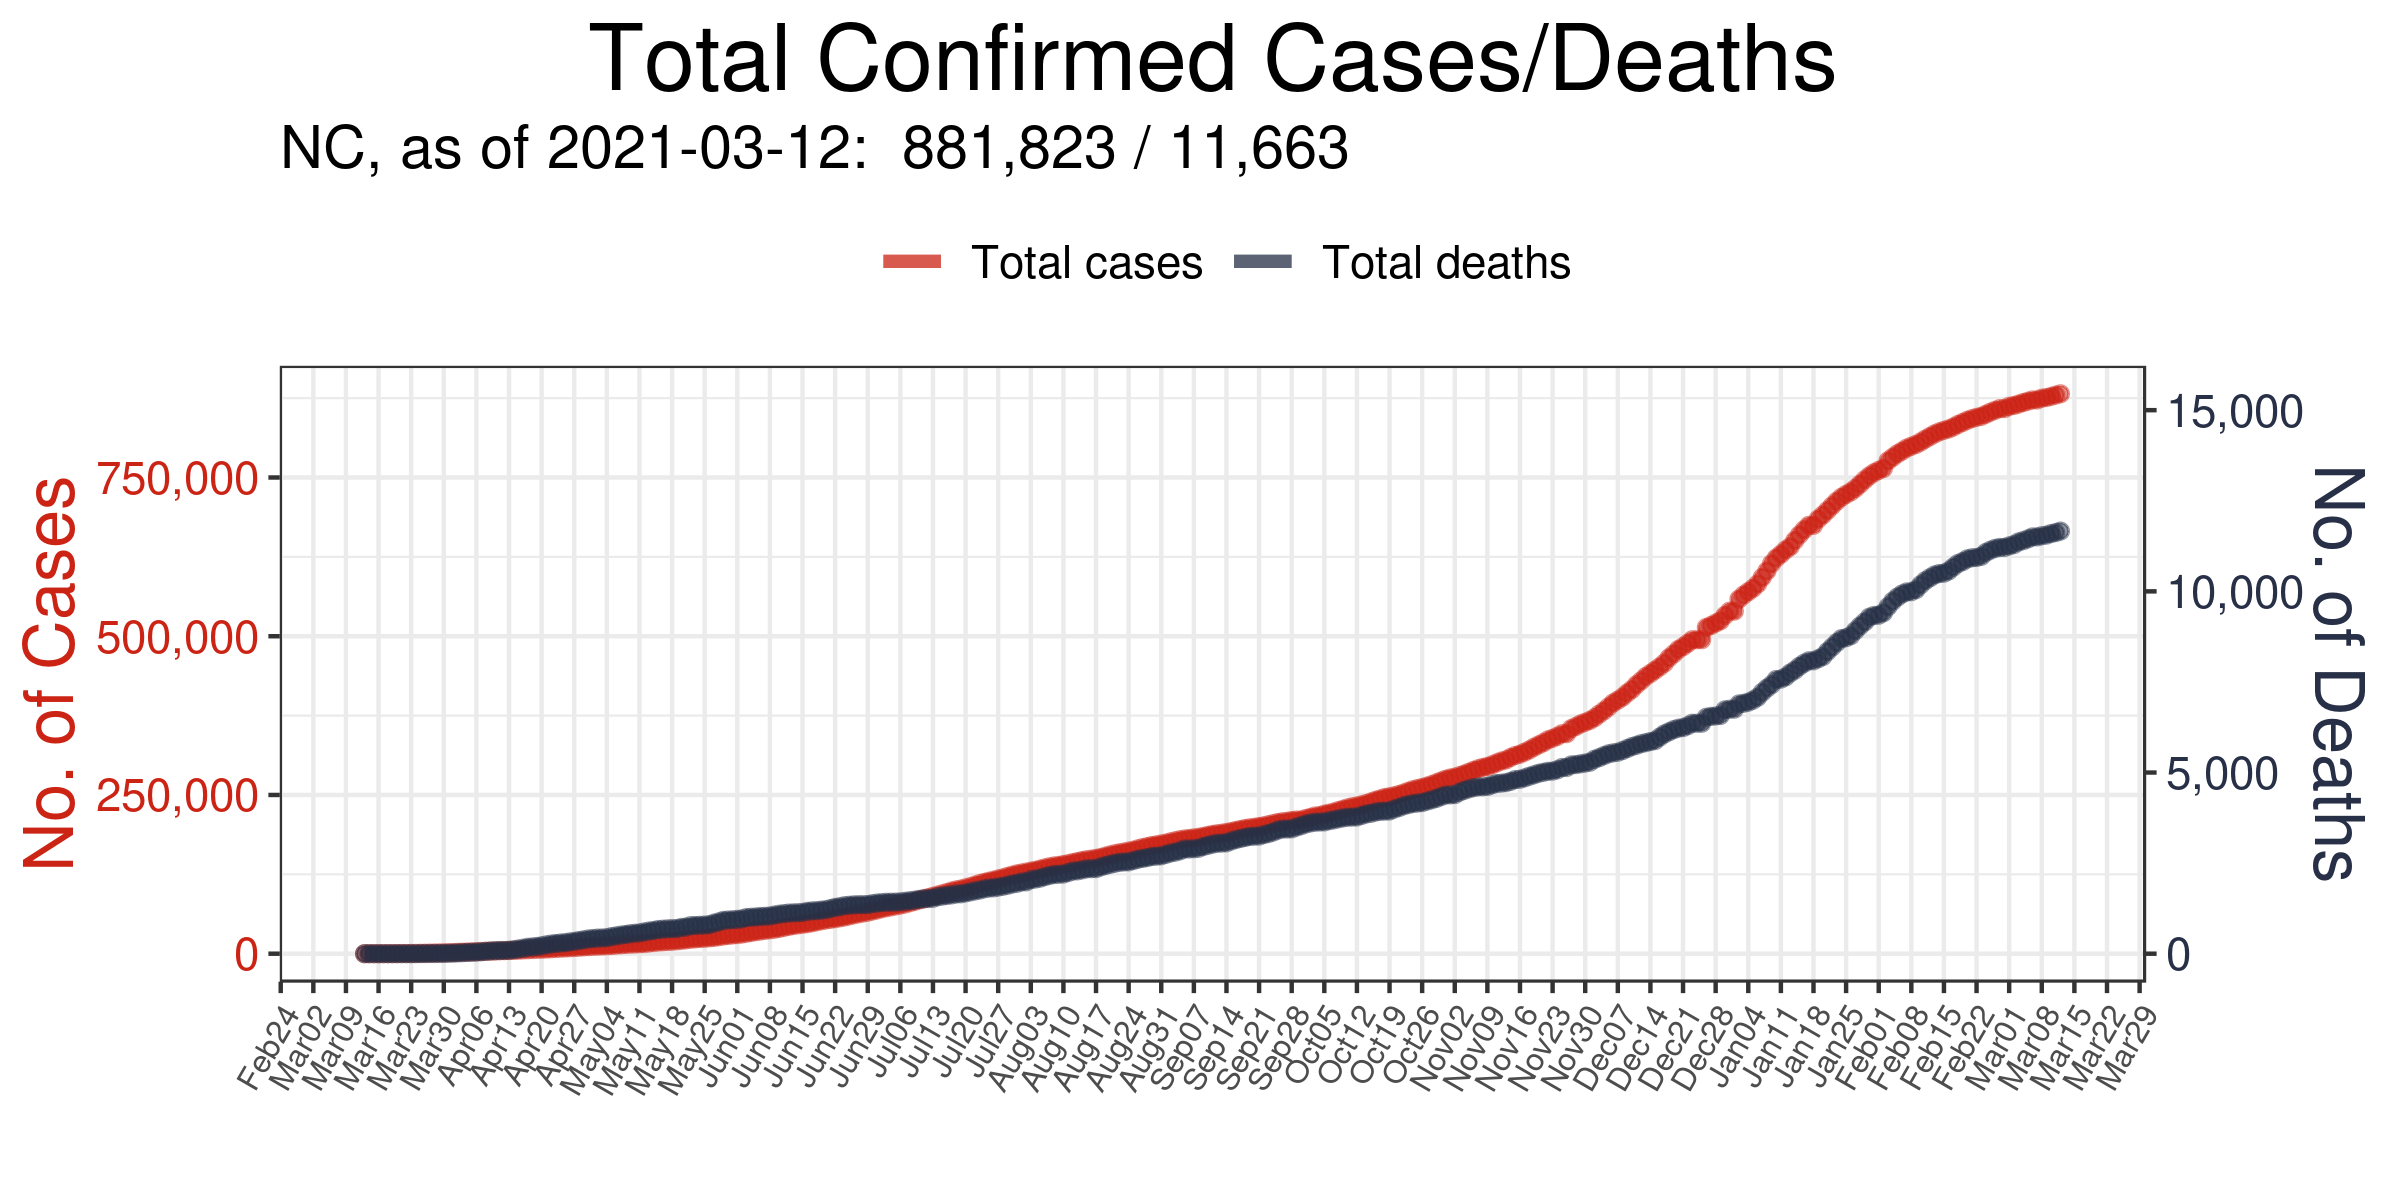 Total Confirmed Cases/Deaths
NC, as of 2021-03-12:  881,823 / 11,663
Total cases
Total deaths
No. of Cases
750,000
500,000
250,000
0
15,000
10,000
5,000
0
No. of Deaths
Feb24
Mar02
Mar09
Mar16
Mar23
Mar30
Apr06
Apr13
Apr20
Apr27
May04
May11
May18
May25
Jun01
Jun08
Jun15
Jun22
Jun29
Jul06
Jul13
Jul20
Jul27
Aug03
Aug10
Aug17
Aug24
Aug31
Sep07
Sep14
Sep21
Sep28
Oct05
Oct12
Oct19
Oct26
Nov02
Nov09
Nov16
Nov23
Nov30
Dec07
Dec14
Dec21
Dec28
Jan04
Jan11
Jan18
Jan25
Feb01
Feb08
Feb15
Feb22
Mar01
Mar08
Mar15
Mar22
Mar29